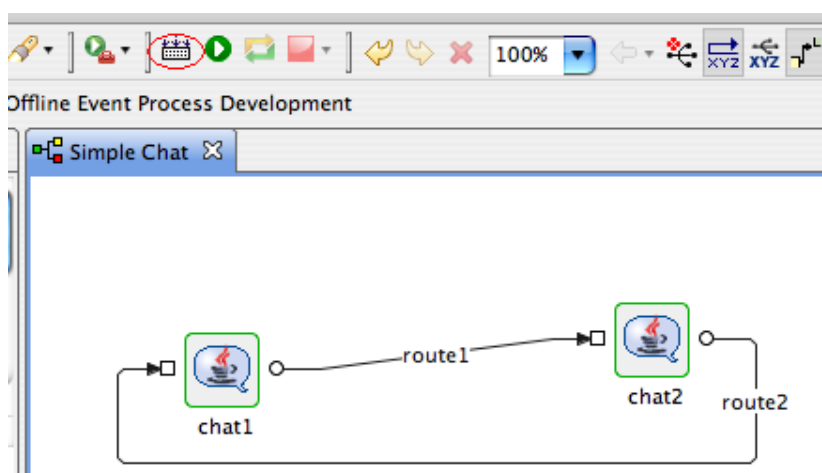 100%
XYZ XYZ L
Offline Event Process Development
Simple Chat
route1
chat2
route2
chat1